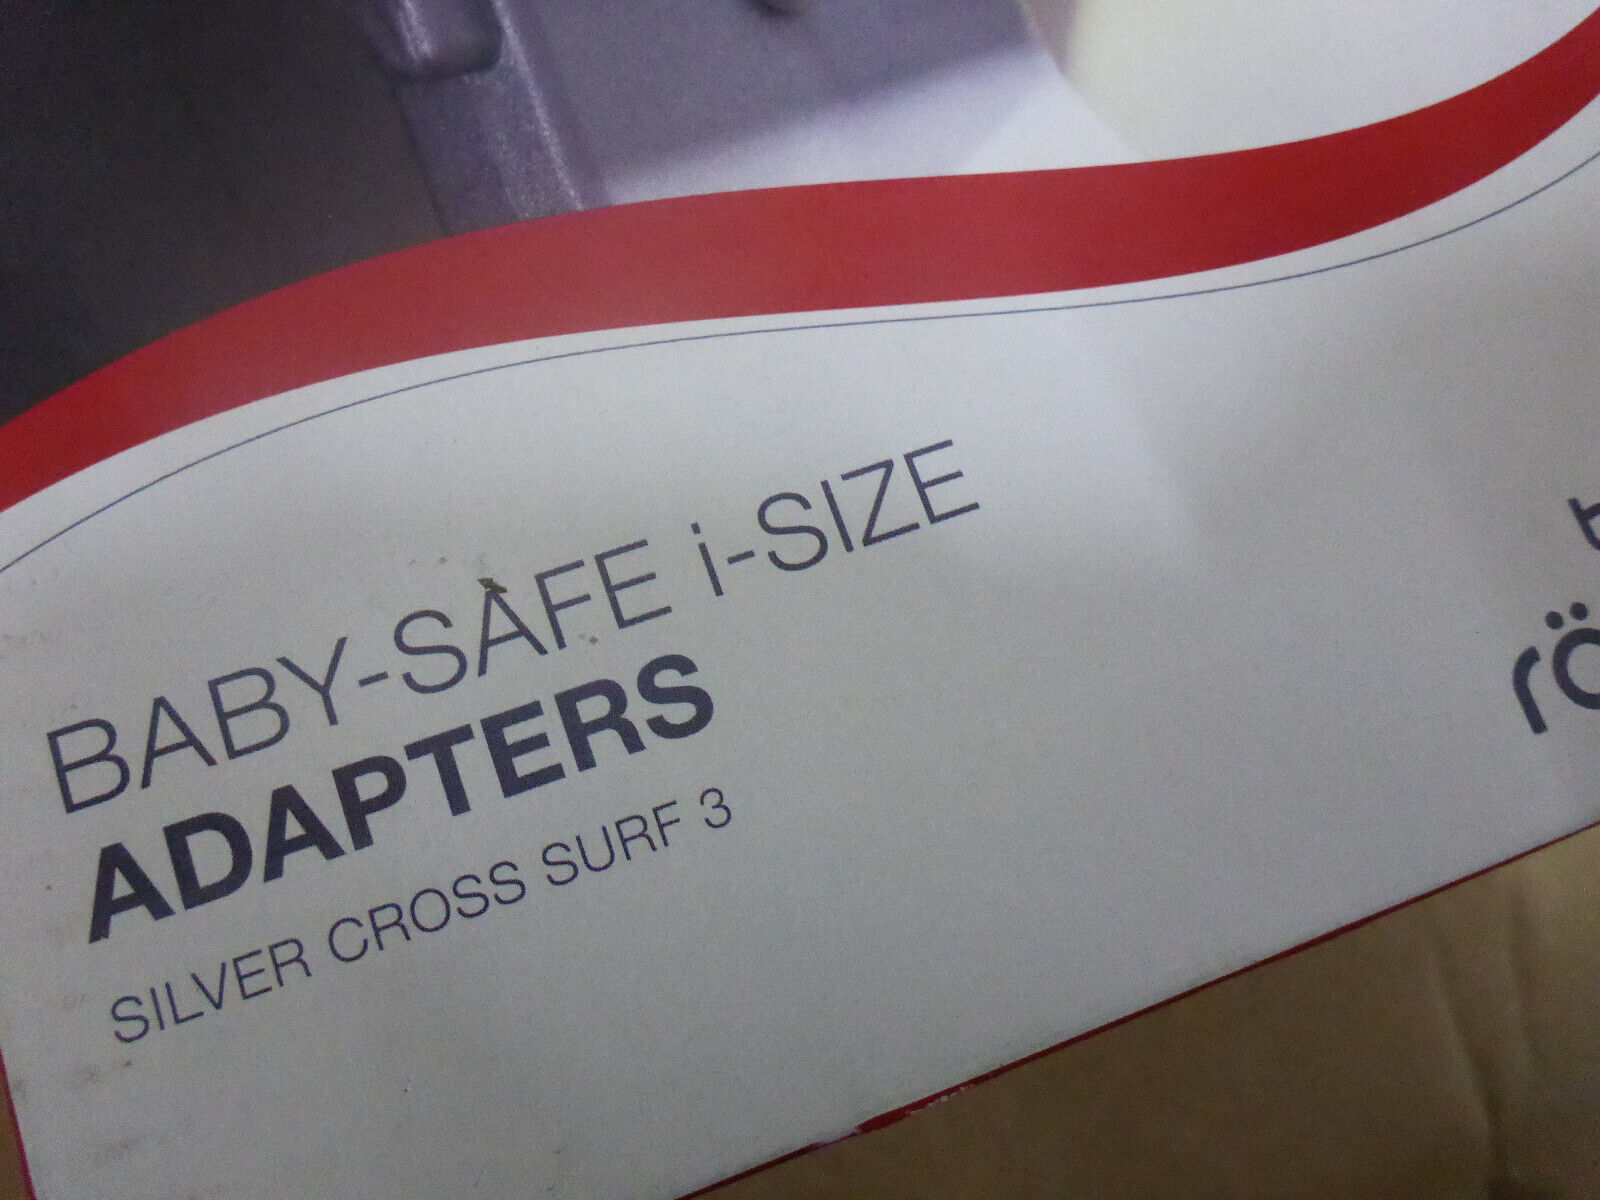 BABY-SAFE i-SIZE
ADAPTERS
SILVER CROSS SURF 3